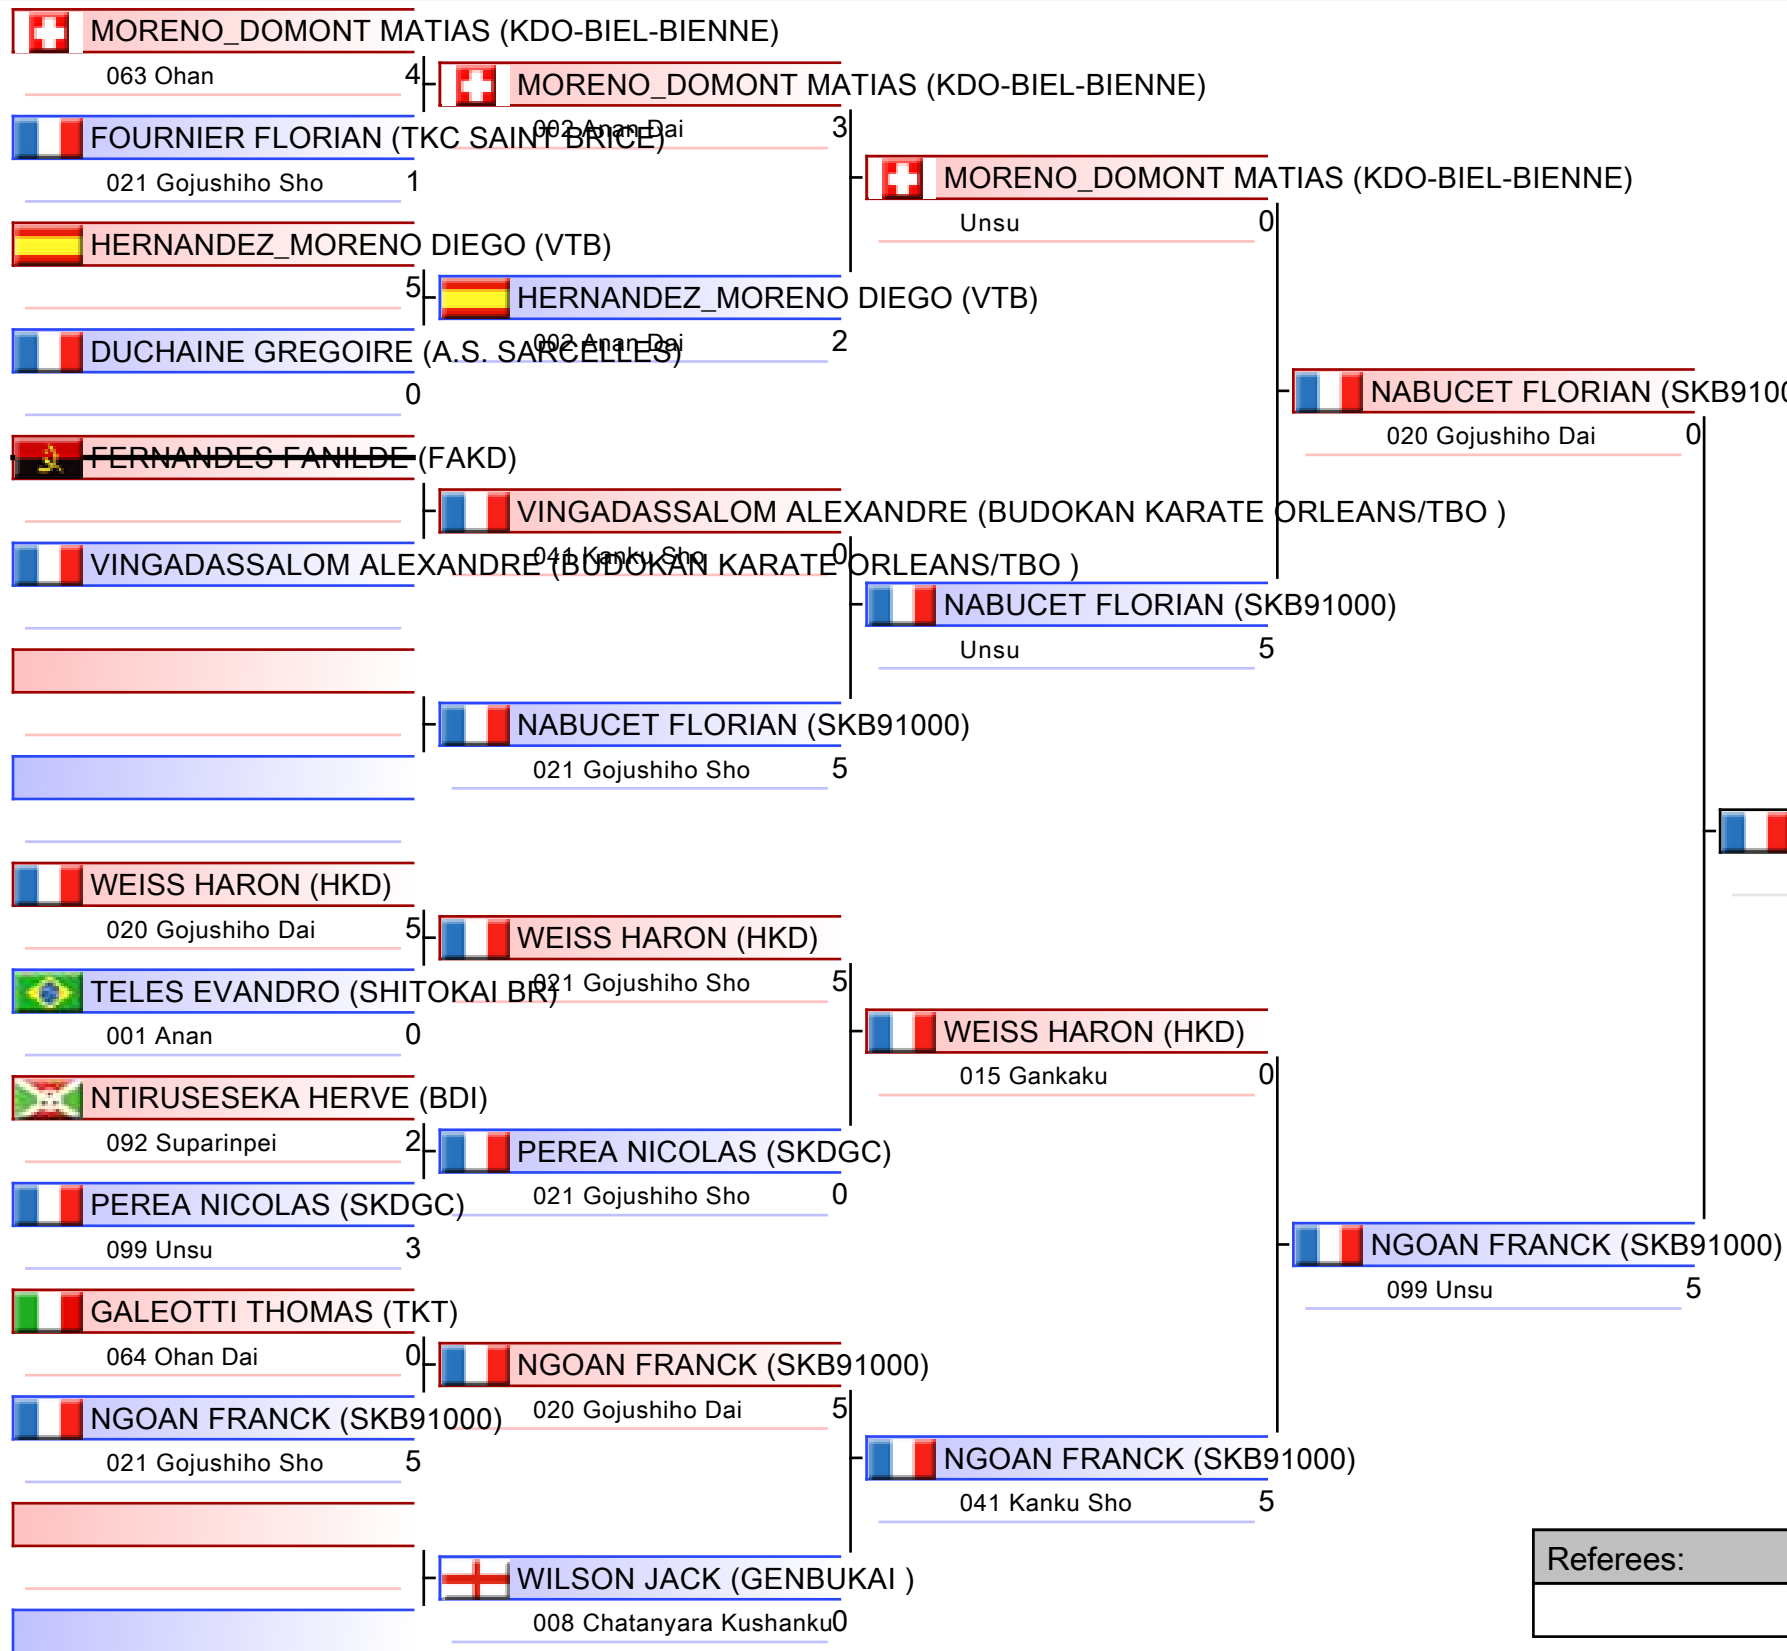 MORENO_DOMONT MATIAS (KDO-BIEL-BIENNE)
063 Ohan 4
FOURNIER FLORIAN (TKC SAINT BRICE)
021 Gojushiho Sho 1
HERNANDEZ_MORENO DIEGO (VTB)
5
DUCHAINE GREGOIRE (A.S. SARCELLES)
0
FERNANDES FANILDE (FAKD)
VINGADASSALOM ALEXANDRE (BUDOKAN KARATE ORLEANS/TBO )
WEISS HARON (HKD)
020 Gojushiho Dai 5
TELES EVANDRO (SHITOKAI BR)
001 Anan 0
NTIRUSESEKA HERVE (BDI)
092 Suparinpei 2
PEREA NICOLAS (SKDGC)
099 Unsu 3
GALEOTTI THOMAS (TKT)
064 Ohan Dai 0
NGOAN FRANCK (SKB91000)
021 Gojushiho Sho 5
MORENO_DOMONT MATIAS (KDO-BIEL-BIENNE)
002 Anan Dai 3
HERNANDEZ_MORENO DIEGO (VTB)
002 Anan Dai 2
VINGADASSALOM ALEXANDRE (BUDOKAN KARATE ORLEANS/TBO )
041 Kanku Sho 0
NABUCET FLORIAN (SKB91000)
021 Gojushiho Sho 5
WEISS HARON (HKD)
021 Gojushiho Sho 5
PEREA NICOLAS (SKDGC)
021 Gojushiho Sho 0
NGOAN FRANCK (SKB91000)
020 Gojushiho Dai 5
WILSON JACK (GENBUKAI )
008 Chatanyara Kushanku 0
MORENO_DOMONT MATIAS (KDO-BIEL-BIENNE)
Unsu 0
NABUCET FLORIAN (SKB91000)
Unsu 5
WEISS HARON (HKD)
015 Gankaku 0
NGOAN FRANCK (SKB91000)
041 Kanku Sho 5
NABUCET FLORIAN (SKB9100
020 Gojushiho Dai 0
NGOAN FRANCK (SKB91000)
099 Unsu 5
Referees: